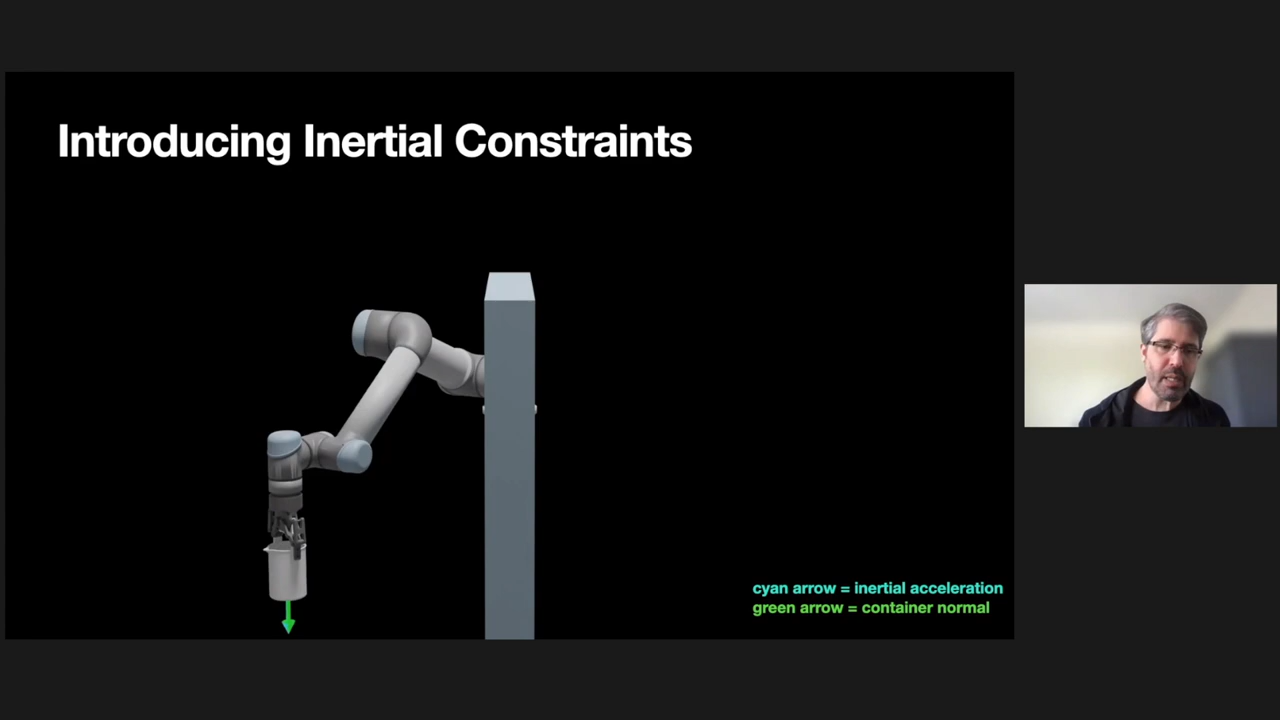 Introducing Inertial Constraints
cyan arrow = inertial acceleration
green arrow = container normal